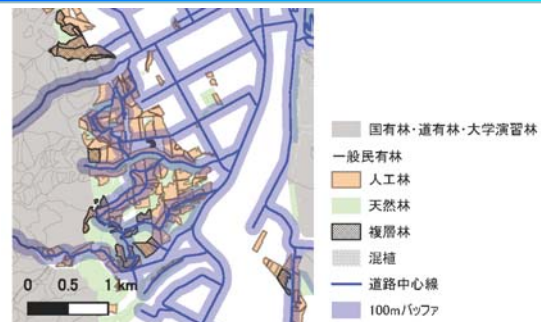 国有林・道有林・大学演習林
一般民有林
人工林
天然林
複層林
混植
道路中心線
100mバッファ
0 0.5 1 km